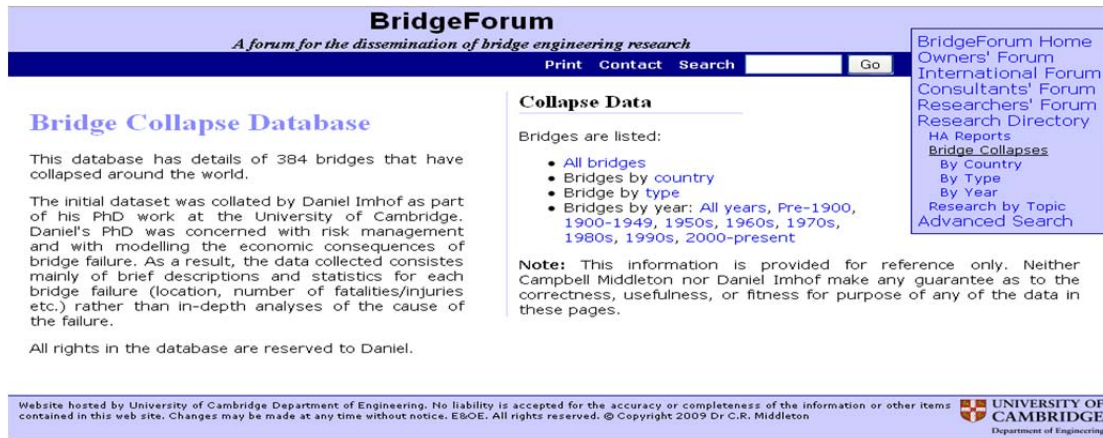 BridgeForum
A forum for the dissemination of bridge engineering research
Print Contact Search Go
BridgeForum Home
Owners' Forum
International Forum
Consultants' Forum
Researchers' Forum
Research Directory
HA Reports
Bridge Collapses
By Country
By Type
By Year
Research by Topic
Advanced Search
Bridge Collapse Database
This database has details of 384 bridges that have
collapsed around the world.
The initial dataset was collated by Daniel Imhof as part
of his PhD work at the University of Cambridge.
Daniel's PhD was concerned with risk management
and with modelling the economic consequences of
bridge failure. As a result, the data collected consistes
mainly of brief descriptions and statistics for each
bridge failure (location, number of fatalities/injuries
etc.) rather than in-depth analyses of the cause of
the failure.
All rights in the database are reserved to Daniel.
Collapse Data
Bridges are listed:
• All bridges
• Bridges by country
• Bridge by type
• Bridges by year: All years, Pre-1900,
1900-1949, 1950s, 1960s, 1970s,
1980s, 1990s, 2000-present
Note: This information is provided for reference only. Neither
Campbell Middleton nor Daniel Imhof make any guarantee as to the
correctness, usefulness, or fitness for purpose of any of the data in
these pages.
Website hosted by University of Cambridge Department of Engineering. No liability is accepted for the accuracy or completeness of the information or other items
contained in this web site. Changes may be made at any time without notice. E&OE. All rights reserved. © Copyright 2009 Dr C.R. Middleton
UNIVERSITY OF
CAMBRIDGE
Department of Engineering